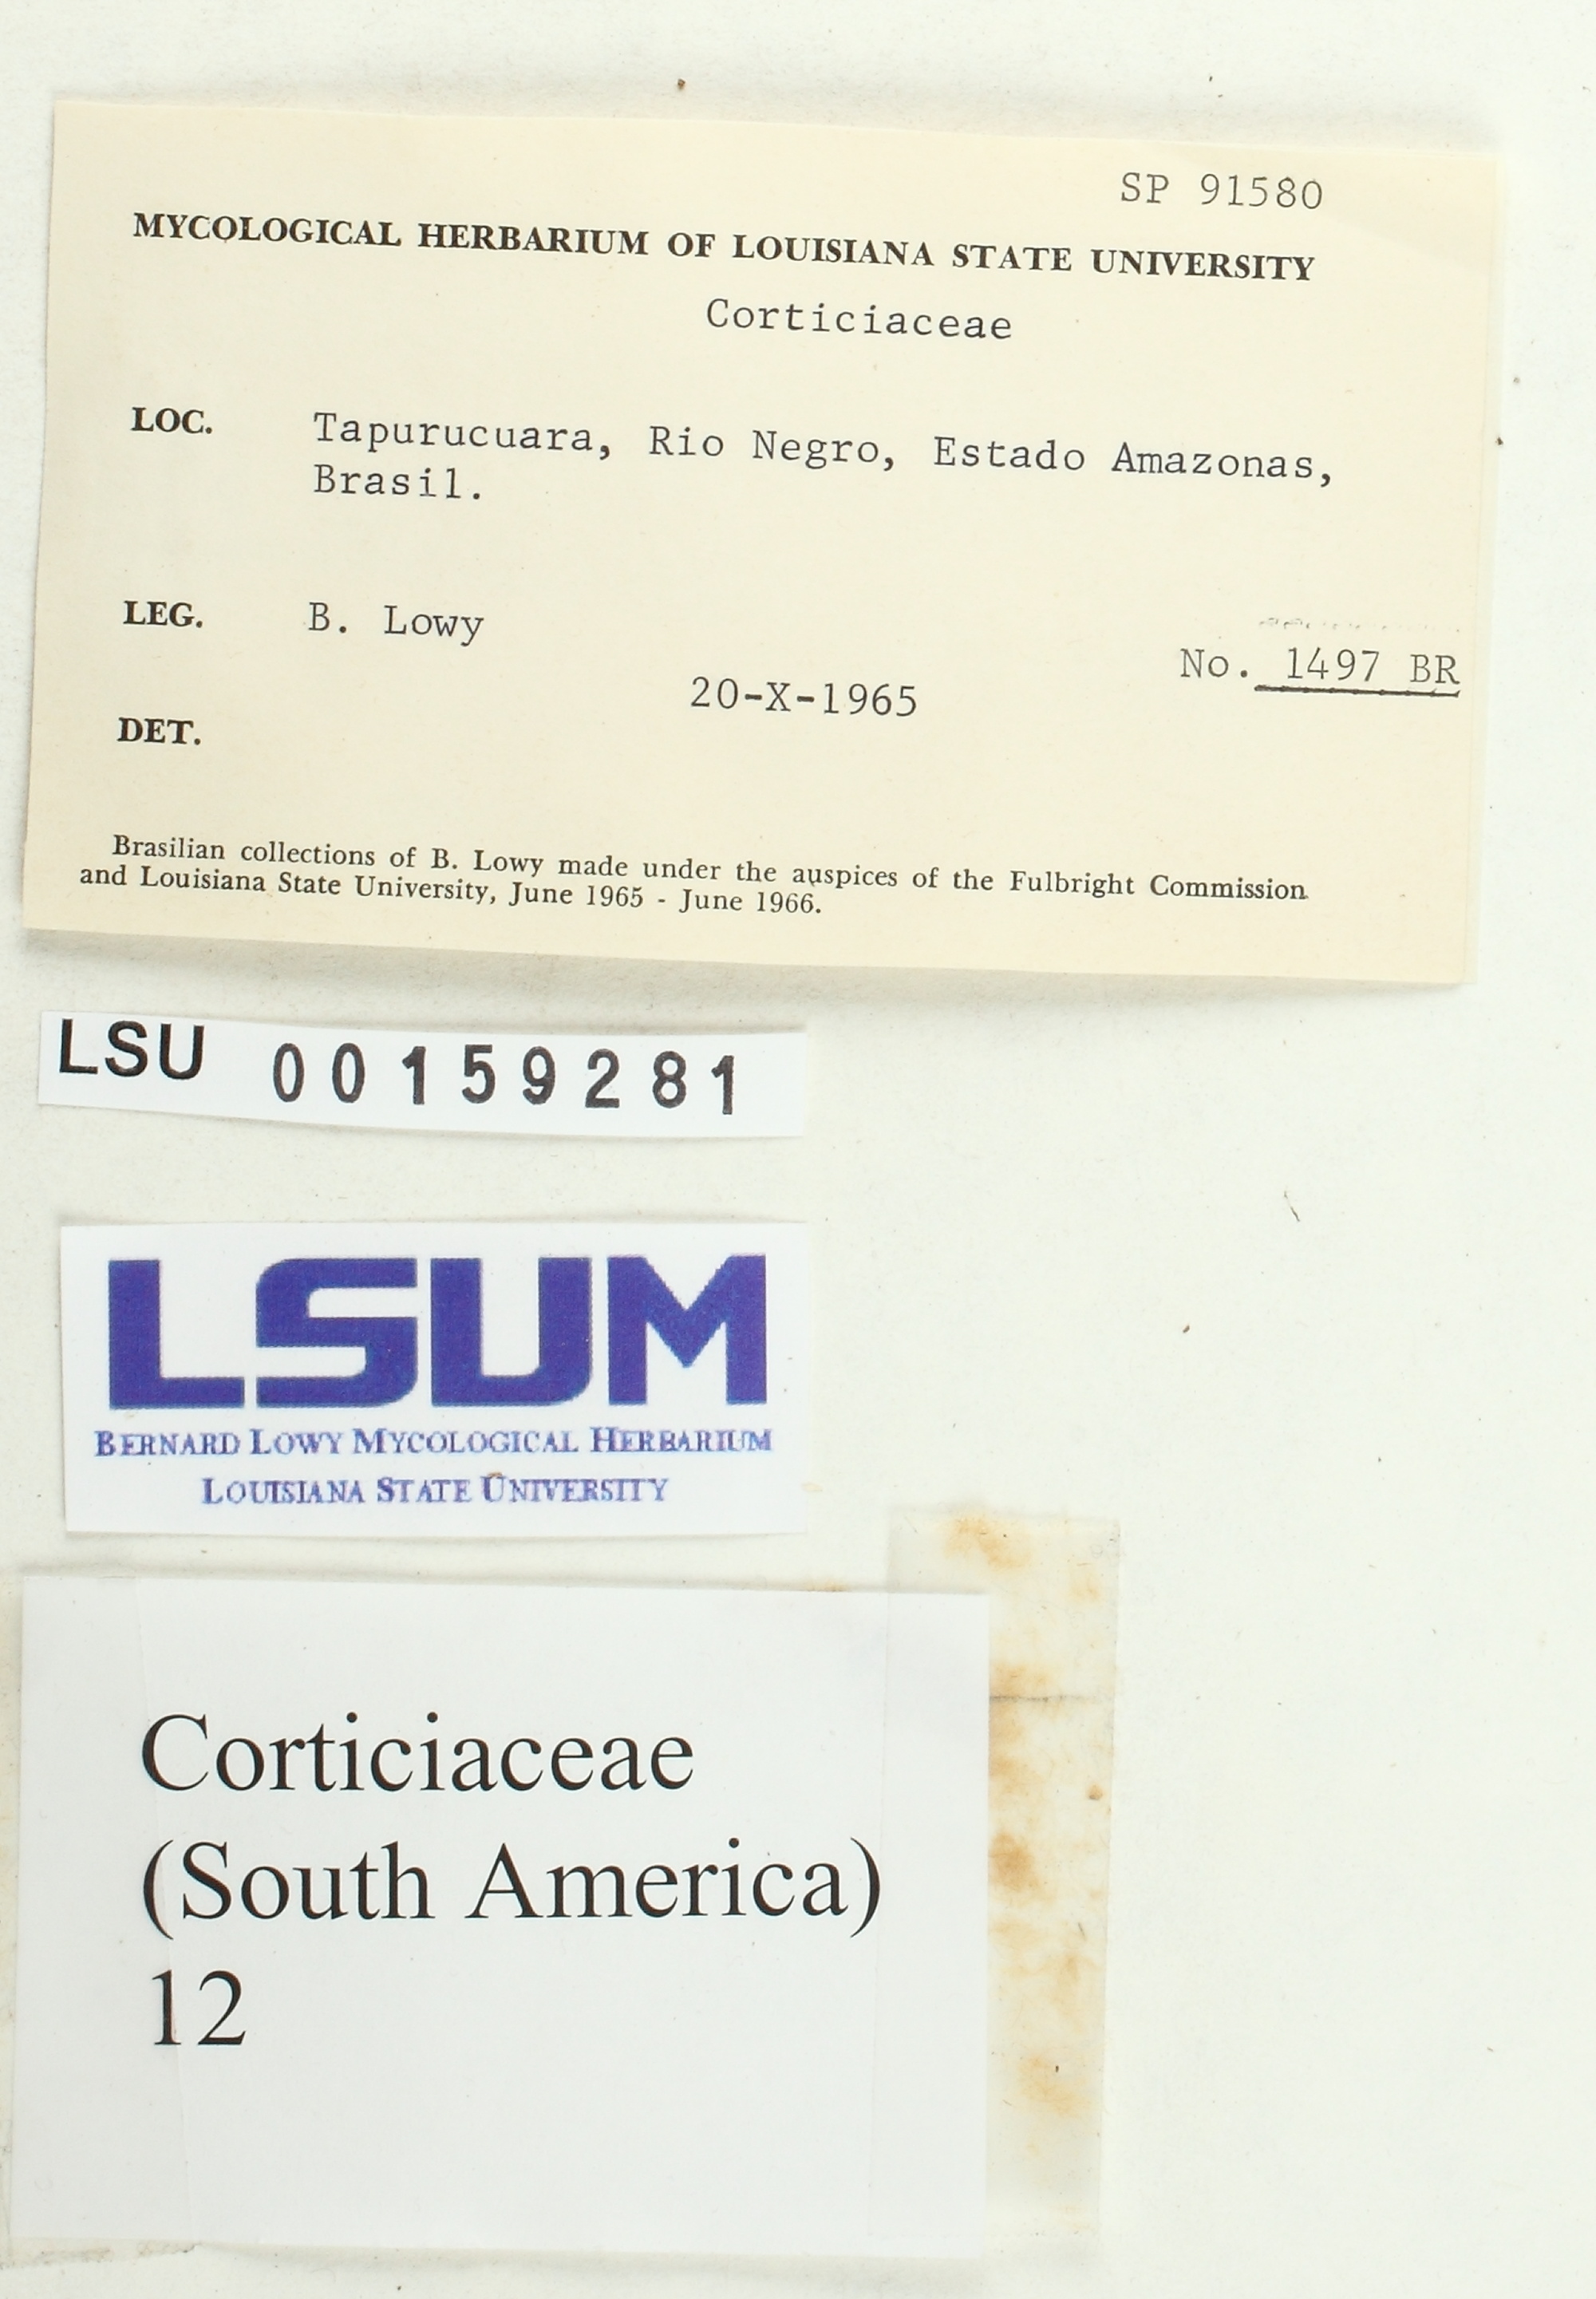 SP 91580
MYCOLOGICAL HERBARIUM OF LOUISIANA STATE UNIVERSITY
Corticiaceae
LOC. Tapurucuara, Rio Negro, Estado Amazonas,
Brasil.
LEG. B. Lowy
No. 1497 BR
20-X-1965
DET.
Brasilian collections of B. Lowy made under the auspices of the Fulbright Commission
and Louisiana State University, June 1965 - June 1966.
LSU 00159281
LSUM
BERNARD LOWY MYCOLOGICAL HERBARIUM
LOUISIANA STATE UNIVERSITY
Corticiaceae
(South America)
12